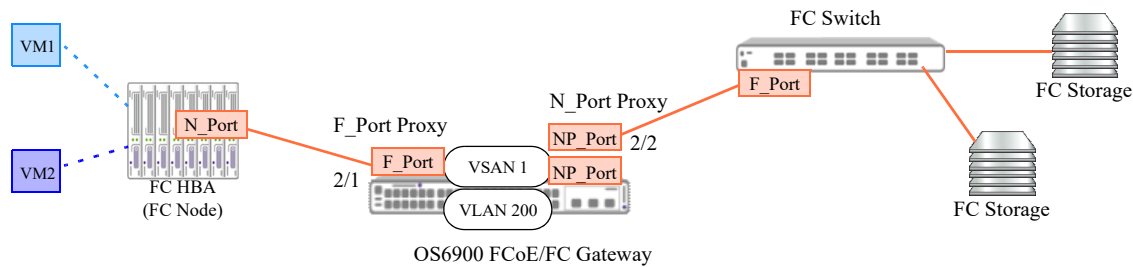 FC Switch
VM1
FC Storage
F_Port
N_Port Proxy
N_Port
F_Port Proxy
NP_Port
2/2
VM2
F_Port
VSAN 1
NP_Port
2/1
FC HBA
(FC Node)
VLAN 200
FC Storage
OS6900 FCoE/FC Gateway